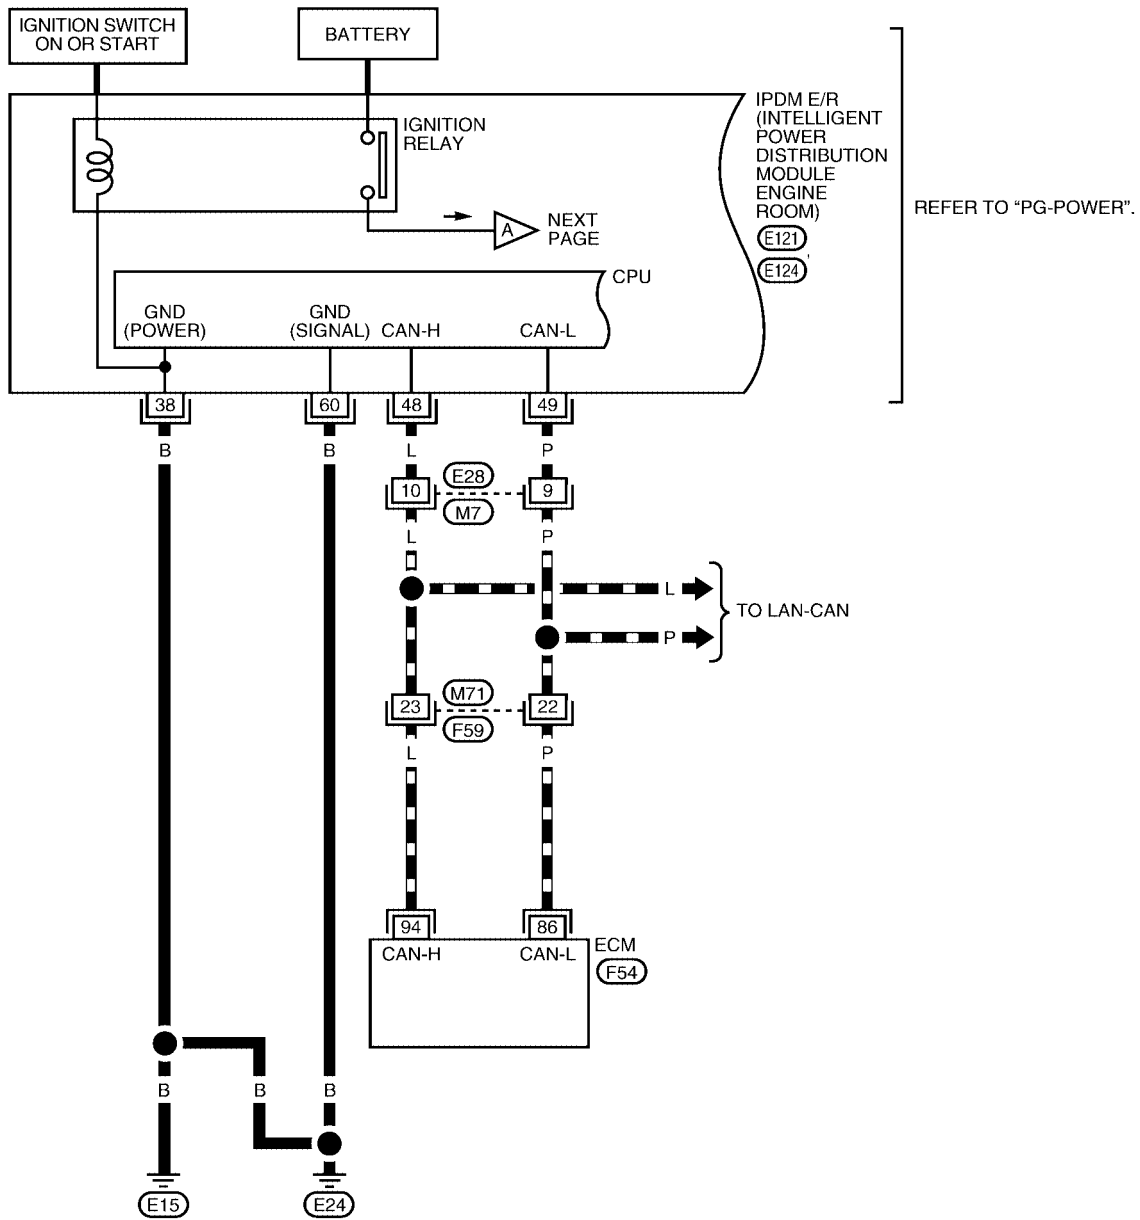 IGNITION SWITCH
ON OR START
BATTERY
IPDM E/R
(INTELLIGENT
POWER
DISTRIBUTION
MODULE
ENGINE
ROOM)
E121
E124
REFER TO “PG-POWER”.
IGNITION
RELAY
A
NEXT
PAGE
CPU
GND
(POWER)
GND
(SIGNAL)
CAN-H
CAN-L
38
60
48
49
B
B
L
P
10
E28
M7
9
L
P
L
TO LAN-CAN
P
23
M71
F59
22
L
P
94
86
CAN-H
CAN-L
ECM
F54
B
B
B
E15
E24